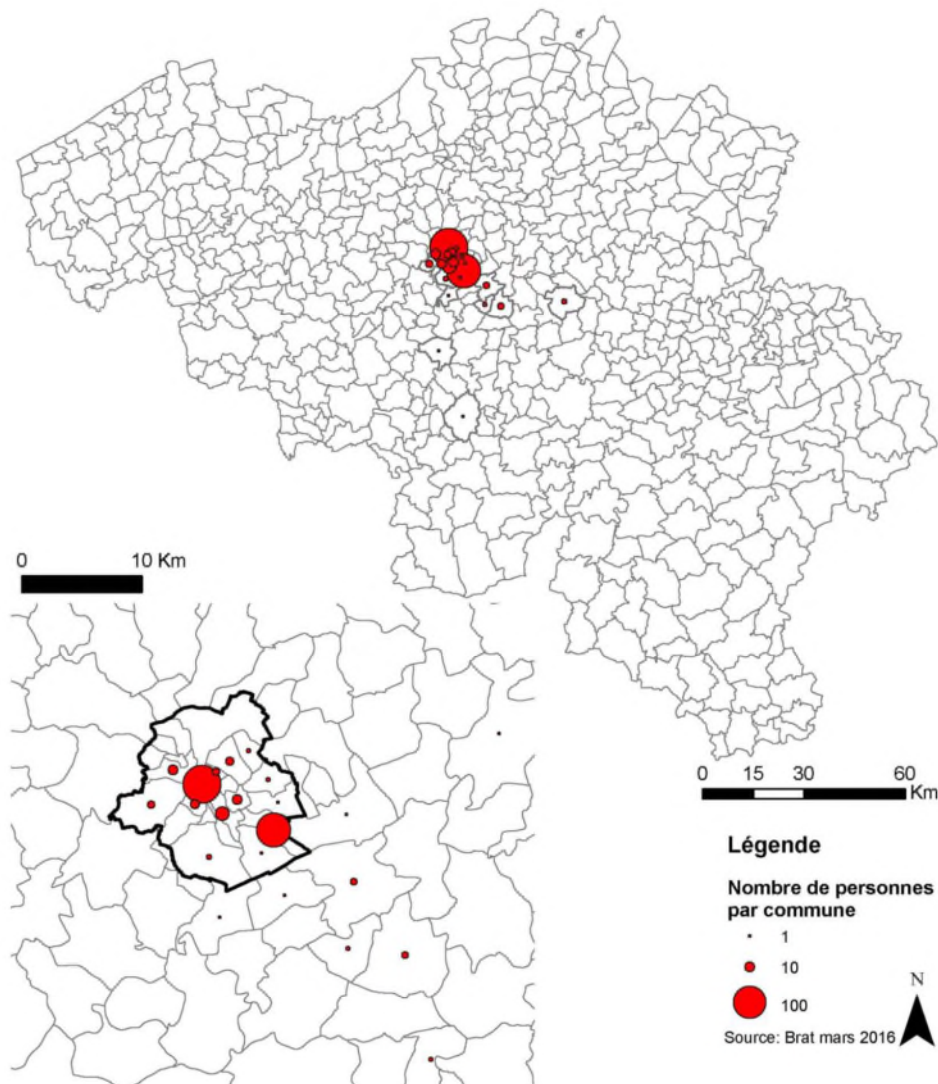 0 10 Km
0 15 30 60
Km
Légende
Nombre de personnes
par commune
1
10
100
N
Source: Brat mars 2016